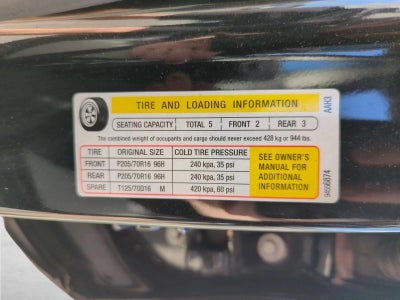 TIRE AND LOADING INFORMATION
SEATING CAPACITY TOTAL 5 FRONT 2 REAR 3
The combined weight of occupants and cargo should never exceed 428 kg or 944 lbs.
TIRE ORIGINAL SIZE COLD TIRE PRESSURE
FRONT P205/70R16 96H 240 kpa, 35 psi
REAR P205/70R16 96H 240 kpa, 35 psi
SPARE T125/70D16 M 420 kpa, 60 psi
SEE OWNER'S
MANUAL FOR
ADDITIONAL
INFORMATION
AAH3
94556874